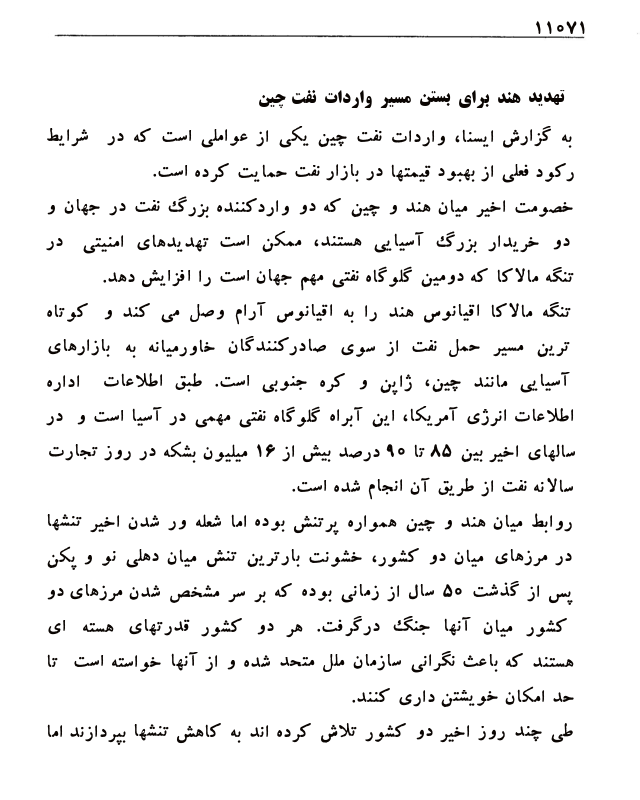 ۱۱۰۷۱
تهدید هند برای بستن مسیر واردات نفت چین
به گزارش ایسنا، واردات نفت چین یکی از عواملی است که در شرایط
رکود فعلی از بهبود قیمتها در بازار نفت حمایت کرده است.
خصومت اخیر میان هند و چین که دو واردکننده بزرگ نفت در جهان و
دو خریدار بزرگ آسیایی هستند، ممکن است تهدیدهای امنیتی در
تنگه مالاکا که دومین گلوگاه نفتی مهم جهان است را افزایش دهد.
تنگه مالاکا اقیانوس هند را به اقیانوس آرام وصل می کند و کوتاه
ترین مسیر حمل نفت از سوی صادرکنندگان خاورمیانه به بازارهای
آسیایی مانند چین، ژاپن و کره جنوبی است. طبق اطلاعات اداره
اطلاعات انرژی آمریکا، این آبراه گلوگاه نفتی مهمی در آسیا است و در
سالهای اخیر بین ۸۵ تا ۹۰ درصد بیش از ۱۶ میلیون بشکه در روز تجارت
سالانه نفت از طریق آن انجام شده است.
روابط میان هند و چین همواره پرتنش بوده اما شعله ور شدن اخیر تنشها
در مرزهای میان دو کشور، خشونت بارترین تنش میان دهلی نو و پکن
پس از گذشت ۵۰ سال از زمانی بوده که بر سر مشخص شدن مرزهای دو
کشور میان آنها جنگ درگرفت. هر دو کشور قدرتهای هسته ای
هستند که باعث نگرانی سازمان ملل متحد شده و از آنها خواسته است تا
حد امکان خویشتن داری کنند.
طی چند روز اخیر دو کشور تلاش کرده اند به کاهش تنشها بپردازند اما